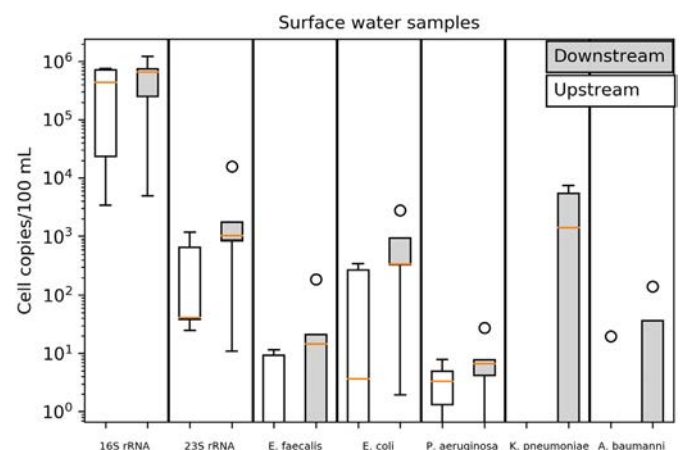 Surface water samples
Downstream
Upstream
Cell copies/100 mL
10⁶
10⁵
10⁴
10³
10²
10¹
10⁰
16S rRNA 23S rRNA E. faecalis E. coli P. aeruginosa K. pneumoniae A. baumanni